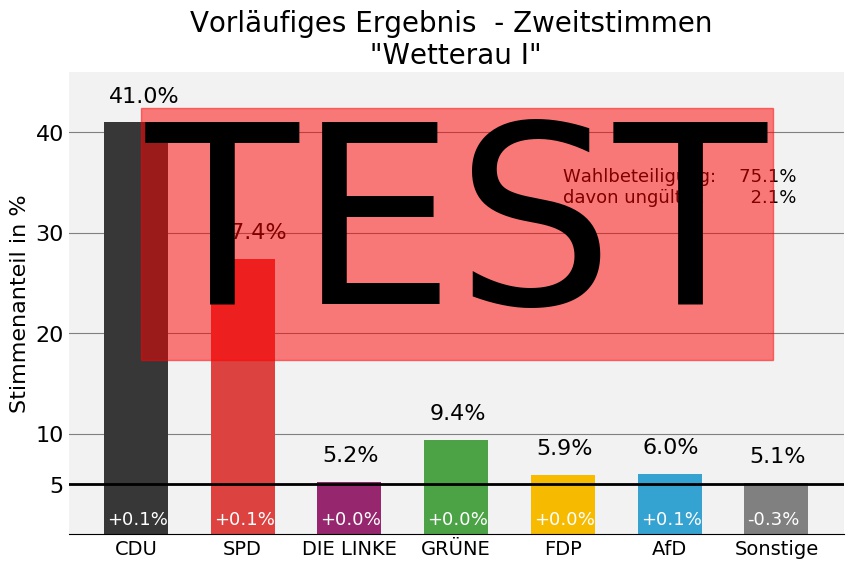 Vorläufiges Ergebnis - Zweitstimmen
"Wetterau I"
Stimmenanteil in %
40
30
20
10
5
TEST
Wahlbeteiligung: 75.1%
davon 2.1%
41.0%
7.4%
5.2%
9.4%
5.9%
6.0%
5.1%
+0.1%
+0.1%
+0.0%
+0.0%
+0.0%
+0.1%
-0.3%
CDU
SPD
DIE LINKE
GRÜNE
FDP
AfD
Sonstige